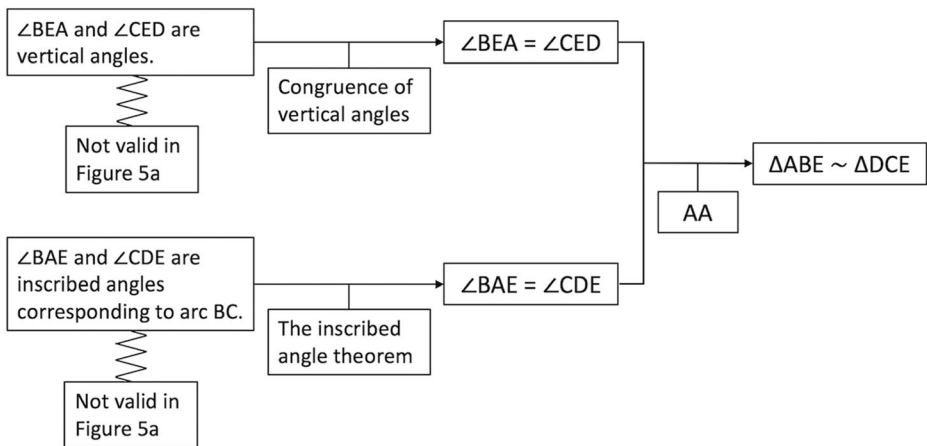 ∠BEA and ∠CED are
vertical angles.
Not valid in
Figure 5a
Congruence of
vertical angles
∠BEA = ∠CED
∠BAE and ∠CDE are
inscribed angles
corresponding to arc BC.
Not valid in
Figure 5a
The inscribed
angle theorem
∠BAE = ∠CDE
AA
ΔABE ~ ΔDCE